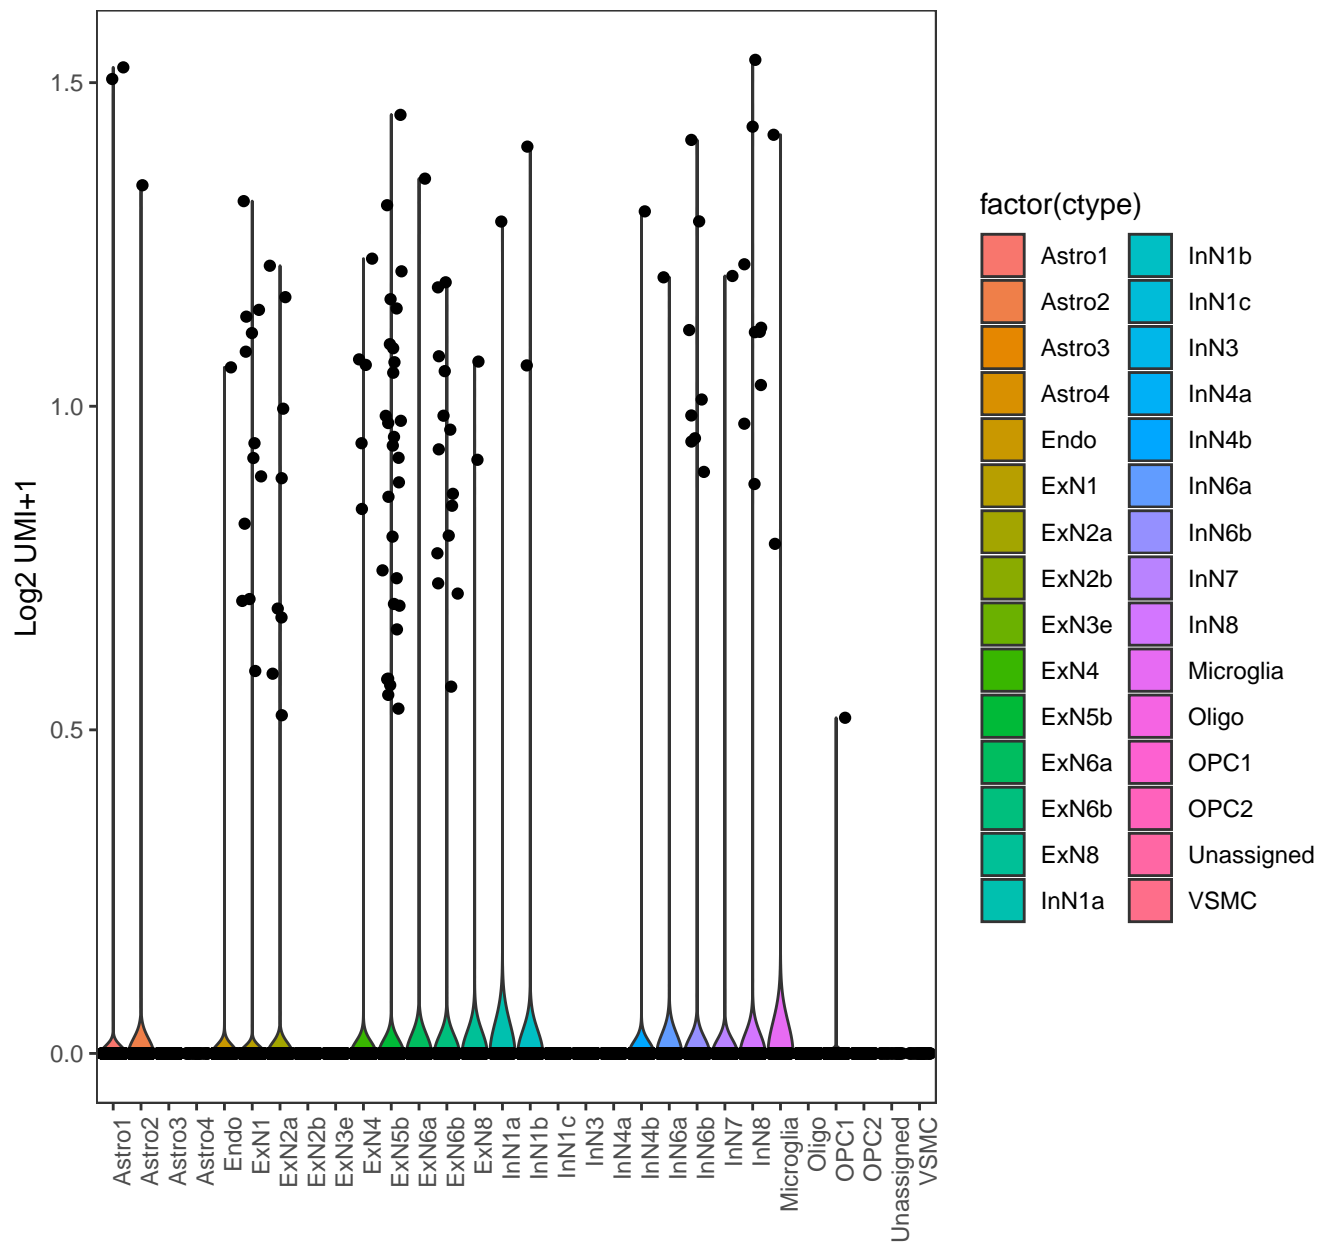 Log2 UMI+1
1.5
1.0
0.5
0.0
Astro1
Astro2
Astro3
Astro4
Endo
ExN1
ExN2a
ExN2b
ExN3e
ExN4
ExN5b
ExN6a
ExN6b
ExN8
InN1a
InN1b
InN1c
InN3
InN4a
InN4b
InN6a
InN6b
InN7
InN8
Microglia
Oligo
OPC1
OPC2
Unassigned
VSMC
factor(ctype)
Astro1
Astro2
Astro3
Astro4
Endo
ExN1
ExN2a
ExN2b
ExN3e
ExN4
ExN5b
ExN6a
ExN6b
ExN8
InN1a
InN1b
InN1c
InN3
InN4a
InN4b
InN6a
InN6b
InN7
InN8
Microglia
Oligo
OPC1
OPC2
Unassigned
VSMC